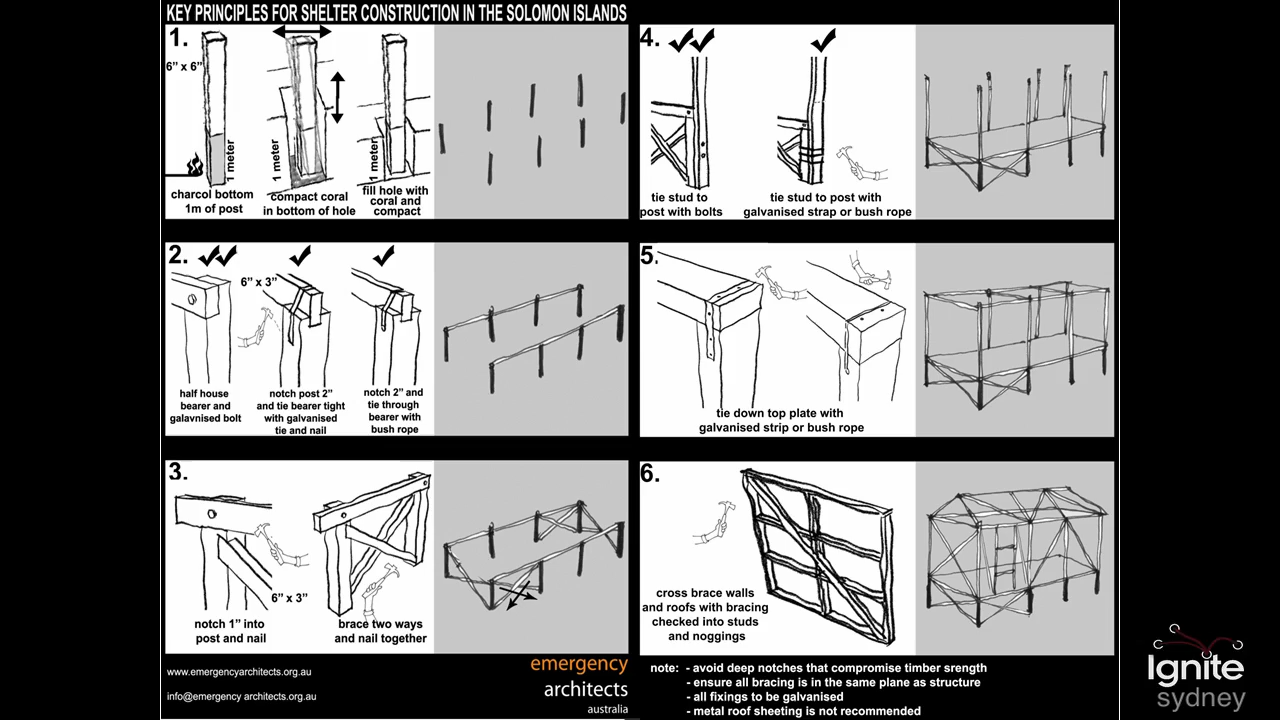 KEY PRINCIPLES FOR SHELTER CONSTRUCTION IN THE SOLOMON ISLANDS
1.
6" x 6"
1 meter
charcol bottom
1m of post
1 meter
compact coral
in bottom of hole
1 meter
fill hole with
coral and
compact
2.
6" x 3"
half house
bearer and
galavnised bolt
notch post 2"
and tie bearer tight
with galvanised
tie and nail
notch 2" and
tie through
bearer with
bush rope
3.
6" x 3"
notch 1" into
post and nail
brace two ways
and nail together
4.
tie stud to
post with bolts
tie stud to post with
galvanised strap or bush rope
5.
tie down top plate with
galvanised strip or bush rope
6.
cross brace walls
and roofs with bracing
checked into studs
and noggings
www.emergencyarchitects.org.au
info@emergency architects.org.au
emergency
architects
australia
note: - avoid deep notches that compromise timber srength
- ensure all bracing is in the same plane as structure
- all fixings to be galvanised
- metal roof sheeting is not recommended
Ignite
sydney